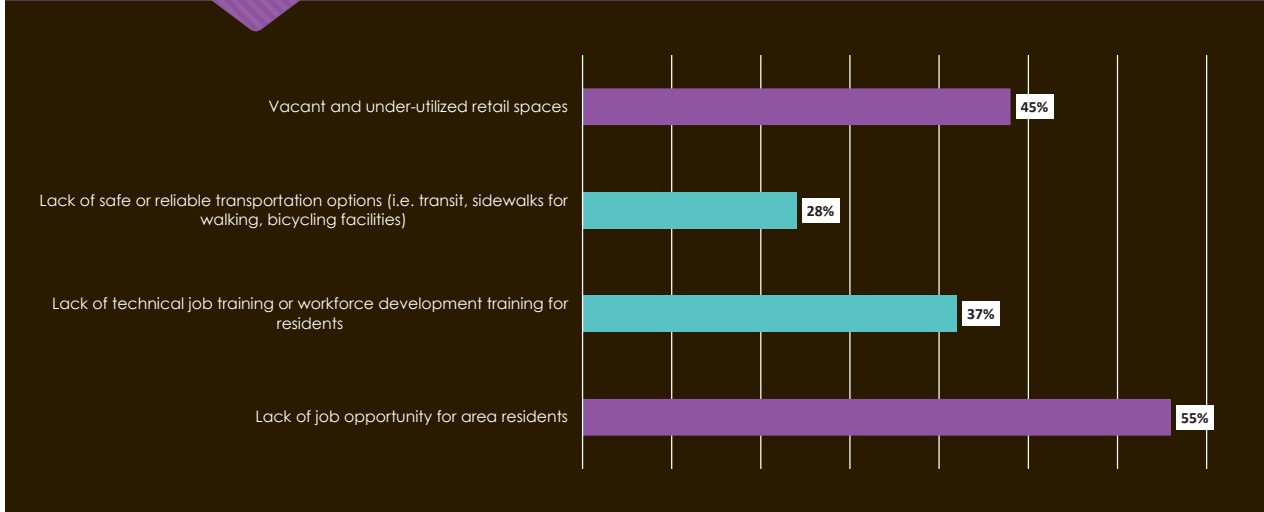 Vacant and under-utilized retail spaces
45%
Lack of safe or reliable transportation options (i.e. transit, sidewalks for
walking, bicycling facilities)
28%
Lack of technical job training or workforce development training for
residents
37%
Lack of job opportunity for area residents
55%